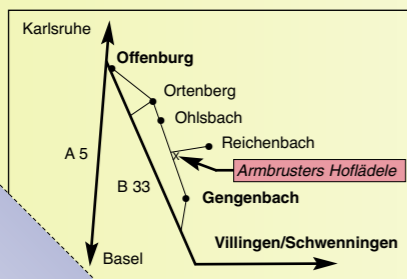 Karlsruhe
Offenburg
Ortenberg
Ohlsbach
Reichenbach
A 5
x
Armbrusters Hoflädele
B 33
Gengenbach
Villingen/Schwenningen
Basel